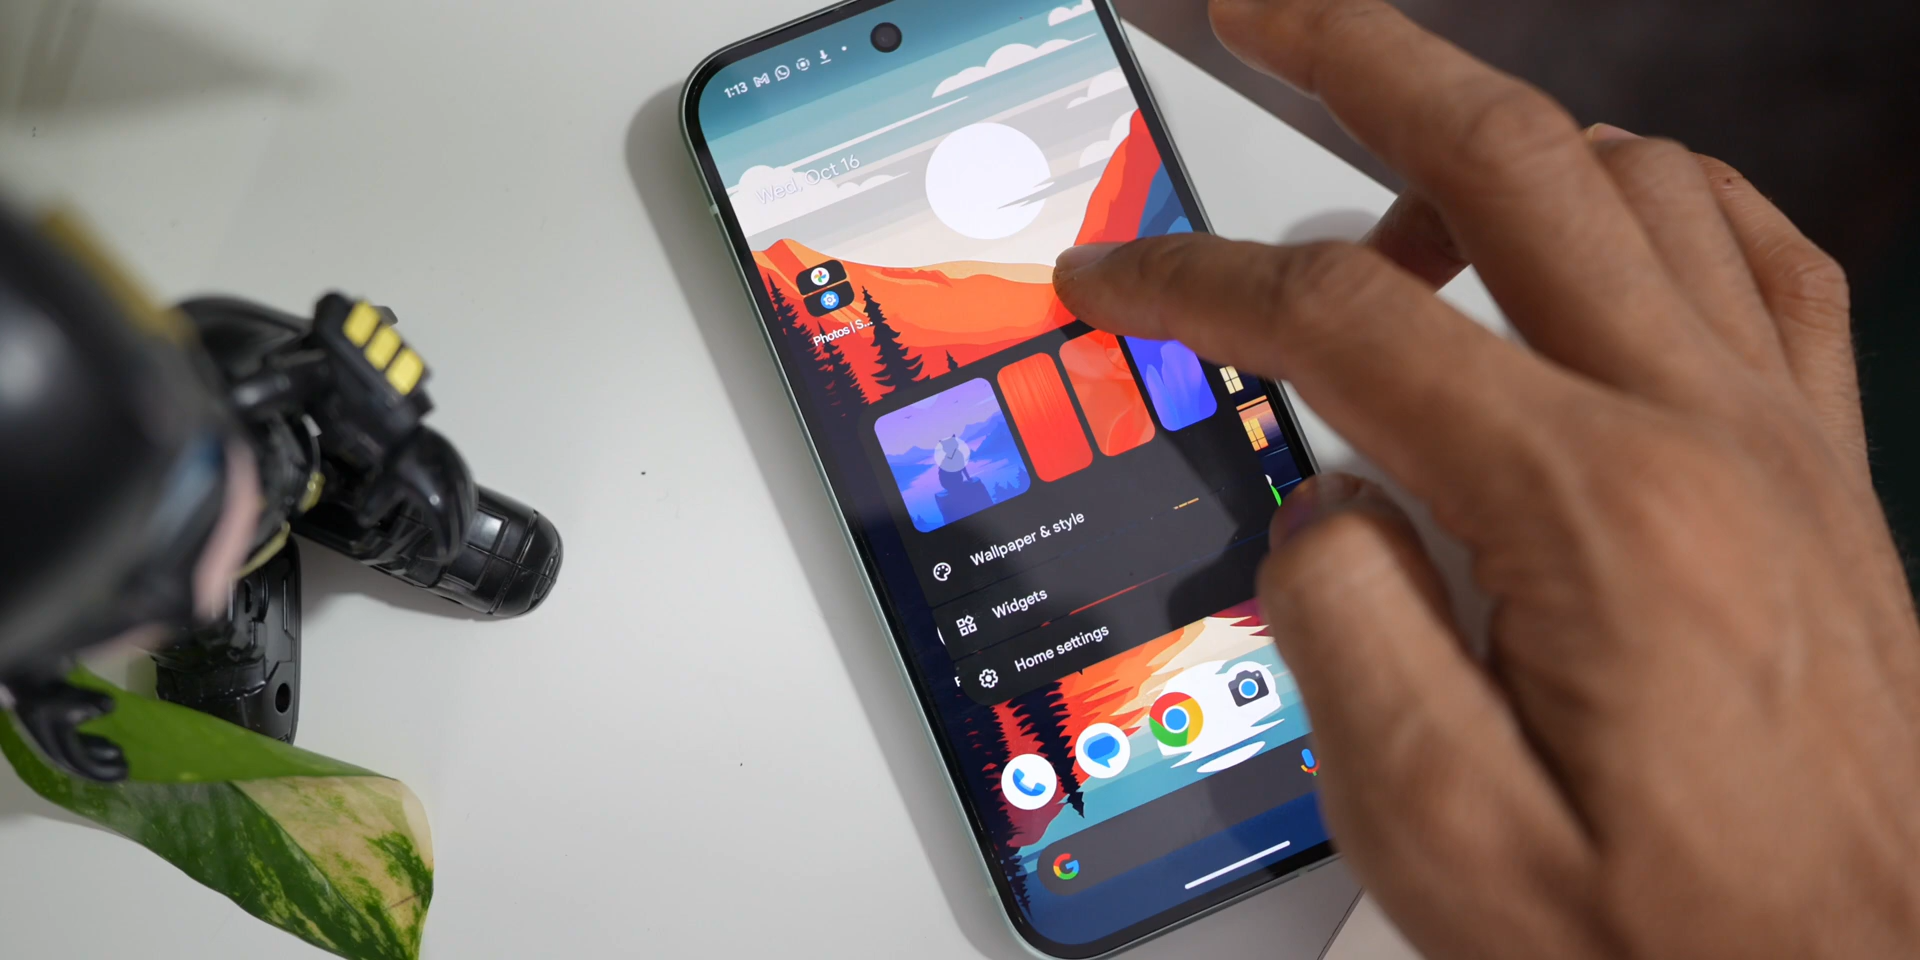 1:13
Wed, Oct 16
Photos | S...
Wallpaper & style
Widgets
Home settings